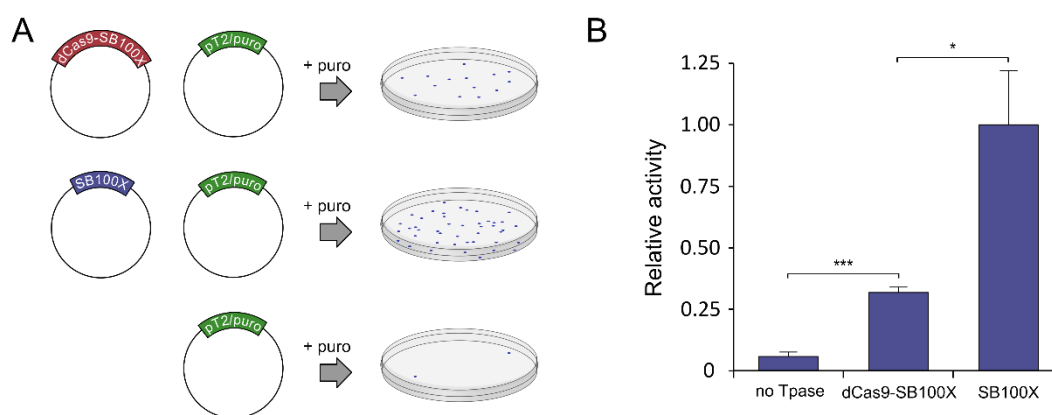 A
dCas9-SB100X
pT2/puro
+ puro
SB100X
pT2/puro
+ puro
pT2/puro
+ puro
B
Relative activity
1.25
1.00
0.75
0.50
0.25
0
*
***
no Tpase
dCas9-SB100X
SB100X